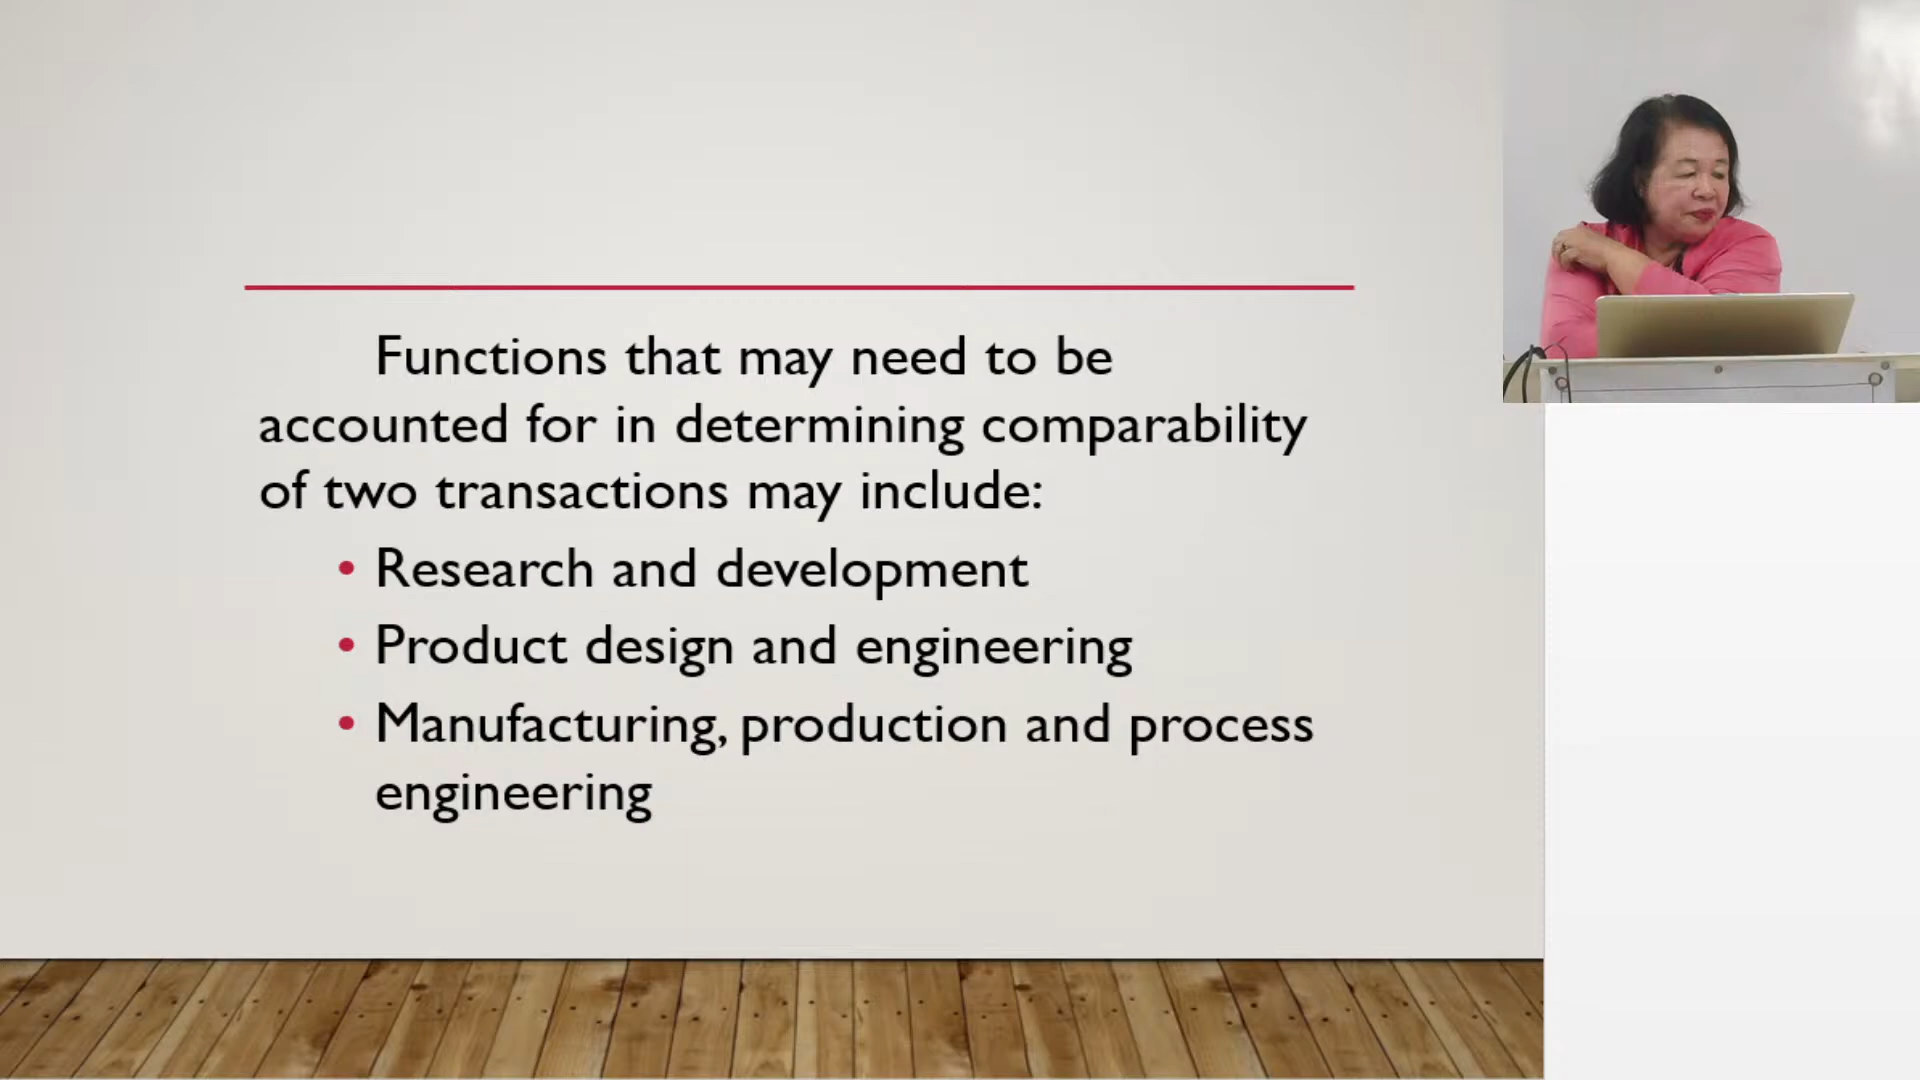 Functions that may need to be
accounted for in determining comparability
of two transactions may include:
• Research and development
• Product design and engineering
• Manufacturing, production and process
engineering